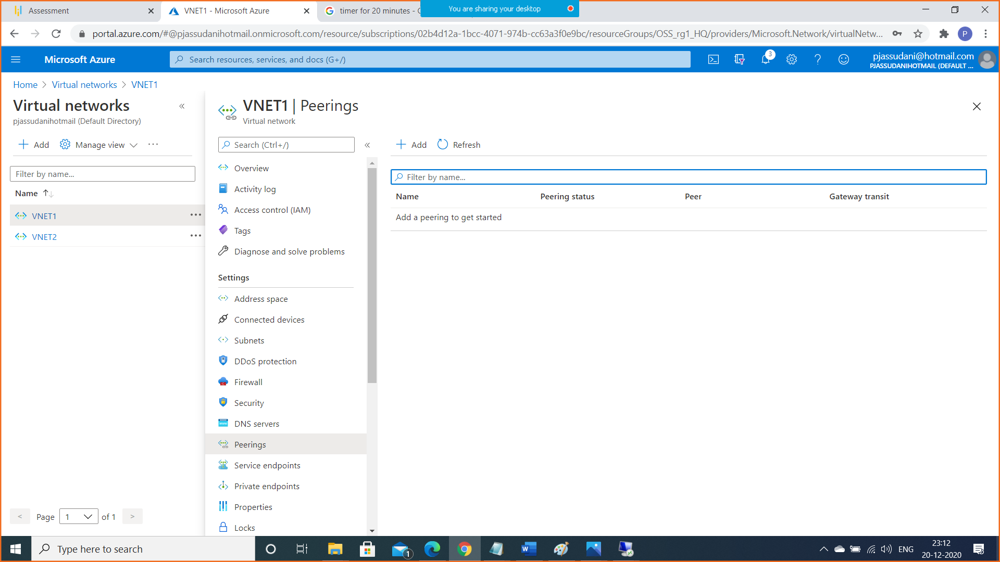 Assessment
VNET1 - Microsoft Azure
timer for 20 minutes -
You are sharing your desktop
portal.azure.com/#@pjassudanihotmail.onmicrosoft.com/resource/subscriptions/02b4d12a-1bcc-4071-974b-cc63a3f0e9bc/resourceGroups/OSS_rg1_HQ/providers/Microsoft.Network/virtualNetw...
P
Microsoft Azure
Search resources, services, and docs (G+/)
3
pjassudani@hotmail.com
PJASSUDANIHOTMAIL (DEFAULT ...
Home > Virtual networks > VNET1
Virtual networks
«
pjassudanihotmail (Default Directory)
Add
Manage view
Filter by name...
Name
VNET1
VNET2
< Page 1 of 1 >
VNET1 | Peerings
Virtual network
Search (Ctrl+/)
«
Overview
Activity log
Access control (IAM)
Tags
Diagnose and solve problems
Settings
Address space
Connected devices
Subnets
DDoS protection
Firewall
Security
DNS servers
Peerings
Service endpoints
Private endpoints
Properties
Locks
Add
Refresh
Filter by name...
Name Peering status Peer Gateway transit
Add a peering to get started
Type here to search
1
ENG
23:12
20-12-2020